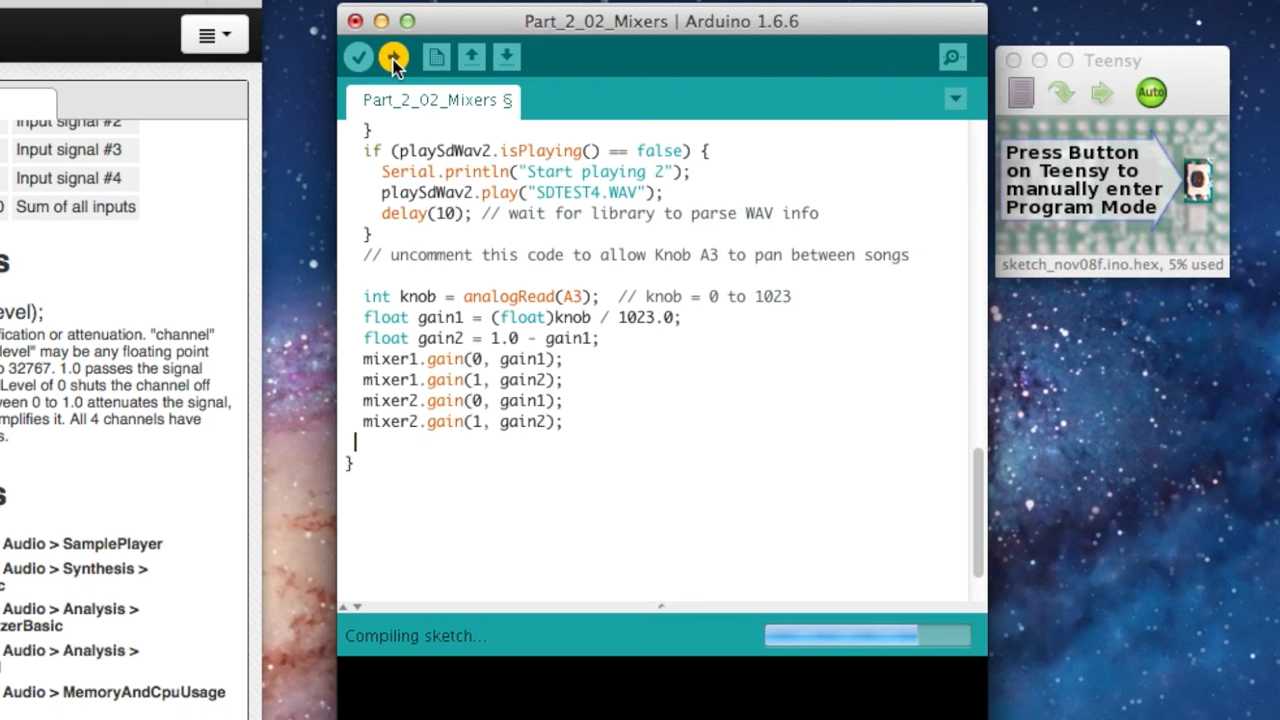 Input signal #2
Input signal #3
Input signal #4
0 Sum of all inputs
s
evel);
fication or attenuation. "channel"
level" may be any floating point
o 32767. 1.0 passes the signal
Level of 0 shuts the channel off
ween 0 to 1.0 attenuates the signal,
mplifies it. All 4 channels have
s.
s
Audio > SamplePlayer
Audio > Synthesis >
c
Audio > Analysis >
zerBasic
Audio > Analysis >
l
Audio > MemoryAndCpuUsage
Part_2_02_Mixers | Arduino 1.6.6
Part_2_02_Mixers §
}
if (playSdWav2.isPlaying() == false) {
Serial.println("Start playing 2");
playSdWav2.play("SDTEST4.WAV");
delay(10); // wait for library to parse WAV info
}
// uncomment this code to allow Knob A3 to pan between songs
int knob = analogRead(A3);  // knob = 0 to 1023
float gain1 = (float)knob / 1023.0;
float gain2 = 1.0 - gain1;
mixer1.gain(0, gain1);
mixer1.gain(1, gain2);
mixer2.gain(0, gain1);
mixer2.gain(1, gain2);
}
Compiling sketch...
Teensy
Auto
Press Button
on Teensy to
manually enter
Program Mode
sketch_nov08f.ino.hex, 5% used